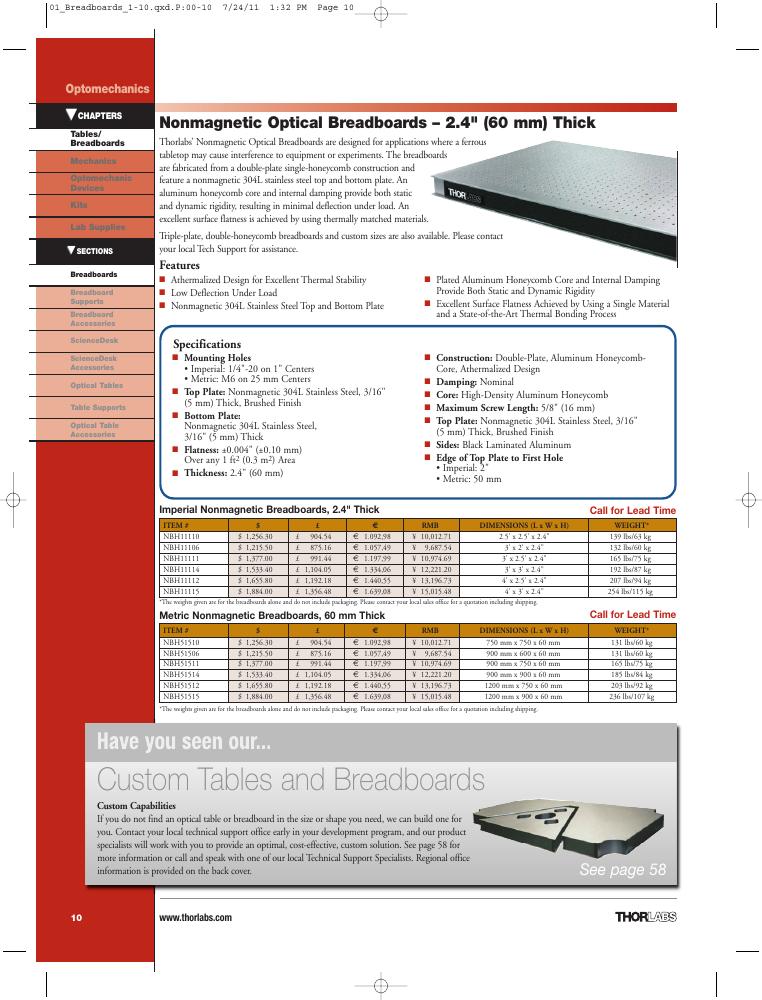 01_Breadboards_1-10.qxd.P:00-10 7/24/11 1:32 PM Page 10
Optomechanics
▼CHAPTERS
Tables/
Breadboards
Mechanics
Optomechanic
Devices
Kits
Lab Supplies
▼SECTIONS
Breadboards
Breadboard
Supports
Breadboard
Accessories
ScienceDesk
ScienceDesk
Accessories
Optical Tables
Table Supports
Optical Table
Accessories
Nonmagnetic Optical Breadboards – 2.4" (60 mm) Thick
Thorlabs' Nonmagnetic Optical Breadboards are designed for applications where a ferrous
tabletop may cause interference to equipment or experiments. The breadboards
are fabricated from a double-plate single-honeycomb construction and
feature a nonmagnetic 304L stainless steel top and bottom plate. An
aluminum honeycomb core and internal damping provide both static
and dynamic rigidity, resulting in minimal deflection under load. An
excellent surface flatness is achieved by using thermally matched materials.
THORLABS
Triple-plate, double-honeycomb breadboards and custom sizes are also available. Please contact
your local Tech Support for assistance.
Features
■ Athermalized Design for Excellent Thermal Stability
■ Low Deflection Under Load
■ Nonmagnetic 304L Stainless Steel Top and Bottom Plate
■ Plated Aluminum Honeycomb Core and Internal Damping
Provide Both Static and Dynamic Rigidity
■ Excellent Surface Flatness Achieved by Using a Single Material
and a State-of-the-Art Thermal Bonding Process
Specifications
■ Mounting Holes
• Imperial: 1/4"-20 on 1" Centers
• Metric: M6 on 25 mm Centers
■ Top Plate: Nonmagnetic 304L Stainless Steel, 3/16"
(5 mm) Thick, Brushed Finish
■ Bottom Plate:
Nonmagnetic 304L Stainless Steel,
3/16" (5 mm) Thick
■ Flatness: ±0.004" (±0.10 mm)
Over any 1 ft² (0.3 m²) Area
■ Thickness: 2.4" (60 mm)
■ Construction: Double-Plate, Aluminum Honeycomb-
Core, Athermalized Design
■ Damping: Nominal
■ Core: High-Density Aluminum Honeycomb
■ Maximum Screw Length: 5/8" (16 mm)
■ Top Plate: Nonmagnetic 304L Stainless Steel, 3/16"
(5 mm) Thick, Brushed Finish
■ Sides: Black Laminated Aluminum
■ Edge of Top Plate to First Hole
• Imperial: 2"
• Metric: 50 mm
Imperial Nonmagnetic Breadboards, 2.4" Thick Call for Lead Time
ITEM # $ £ € RMB DIMENSIONS (L x W x H) WEIGHT*
NBH11110 $ 1,256.30 £ 904.54 € 1.092,98 ¥ 10,012.71 2.5' x 2.5' x 2.4" 139 lbs/63 kg
NBH11106 $ 1,215.50 £ 875.16 € 1.057,49 ¥ 9,687.54 3' x 2' x 2.4" 132 lbs/60 kg
NBH11111 $ 1,377.00 £ 991.44 € 1.197,99 ¥ 10,974.69 3' x 2.5' x 2.4" 165 lbs/75 kg
NBH11114 $ 1,533.40 £ 1,104.05 € 1.334,06 ¥ 12,221.20 3' x 3' x 2.4" 192 lbs/87 kg
NBH11112 $ 1,655.80 £ 1,192.18 € 1.440,55 ¥ 13,196.73 4' x 2.5' x 2.4" 207 lbs/94 kg
NBH11115 $ 1,884.00 £ 1,356.48 € 1.639,08 ¥ 15,015.48 4' x 3' x 2.4" 254 lbs/115 kg
*The weights given are for the breadboards alone and do not include packaging. Please contact your local sales office for a quotation including shipping.
Metric Nonmagnetic Breadboards, 60 mm Thick Call for Lead Time
ITEM # $ £ € RMB DIMENSIONS (L x W x H) WEIGHT*
NBH51510 $ 1,256.30 £ 904.54 € 1.092,98 ¥ 10,012.71 750 mm x 750 x 60 mm 131 lbs/60 kg
NBH51506 $ 1,215.50 £ 875.16 € 1.057,49 ¥ 9,687.54 900 mm x 600 x 60 mm 131 lbs/60 kg
NBH51511 $ 1,377.00 £ 991.44 € 1.197,99 ¥ 10,974.69 900 mm x 750 x 60 mm 165 lbs/75 kg
NBH51514 $ 1,533.40 £ 1,104.05 € 1.334,06 ¥ 12,221.20 900 mm x 900 x 60 mm 185 lbs/84 kg
NBH51512 $ 1,655.80 £ 1,192.18 € 1.440,55 ¥ 13,196.73 1200 mm x 750 x 60 mm 203 lbs/92 kg
NBH51515 $ 1,884.00 £ 1,356.48 € 1.639,08 ¥ 15,015.48 1200 mm x 900 x 60 mm 236 lbs/107 kg
*The weights given are for the breadboards alone and do not include packaging. Please contact your local sales office for a quotation including shipping.
Have you seen our...
Custom Tables and Breadboards
Custom Capabilities
If you do not find an optical table or breadboard in the size or shape you need, we can build one for
you. Contact your local technical support office early in your development program, and our product
specialists will work with you to provide an optimal, cost-effective, custom solution. See page 58 for
more information or call and speak with one of our local Technical Support Specialists. Regional office
information is provided on the back cover.
See page 58
10
www.thorlabs.com
THORLABS